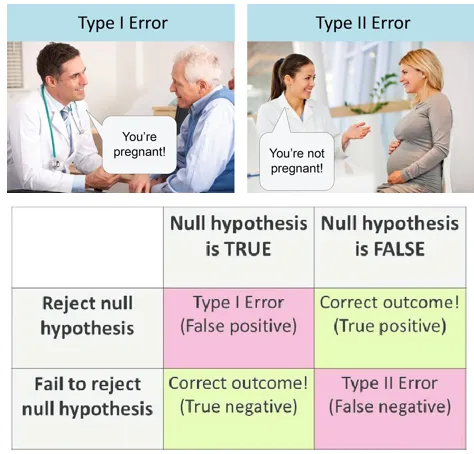 Type I Error
Type II Error
You're
pregnant!
You're not
pregnant!
Null hypothesis
is TRUE
Null hypothesis
is FALSE
Reject null
hypothesis
Type I Error
(False positive)
Correct outcome!
(True positive)
Fail to reject
null hypothesis
Correct outcome!
(True negative)
Type II Error
(False negative)